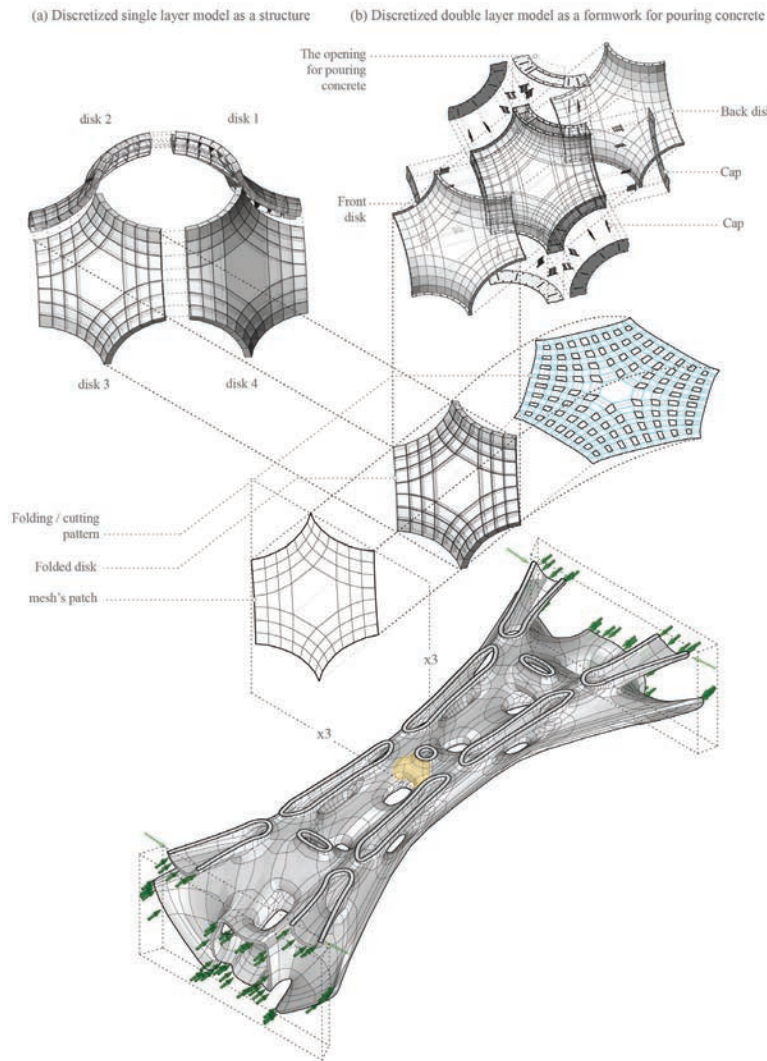 (a) Discretized single layer model as a structure
(b) Discretized double layer model as a formwork for pouring concrete
The opening
for pouring
concrete
disk 2
disk 1
Back dis
Cap
Front
disk
Cap
disk 3
disk 4
Folding / cutting
pattern
Folded disk
mesh's patch
x3
x3